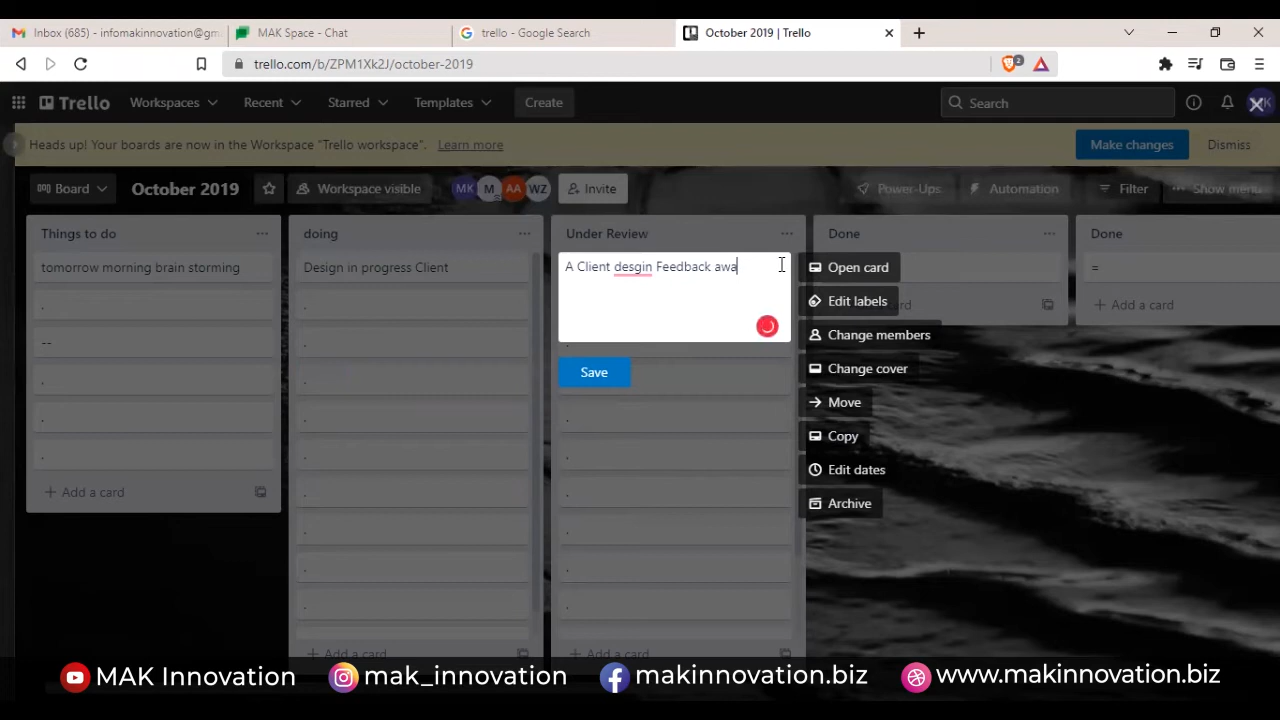 Inbox (685) - infomakinnovation@gm
MAK Space - Chat
trello - Google Search
October 2019 | Trello
trello.com/b/ZPM1Xk2J/october-2019
2
Trello
Workspaces
Recent
Starred
Templates
Create
Search
Heads up! Your boards are now in the Workspace "Trello workspace".
Learn more
Make changes
Dismiss
Board
October 2019
Workspace visible
MK
M
AA
WZ
Invite
Power-Ups
Automation
Filter
Show menu
Things to do
doing
Under Review
Done
Done
tomorrow morning brain storming
Design in progress Client
A Client desgin Feedback awa
Open card
=
.
.
Edit labels
+ Add a card
--
.
.
Change members
.
.
Save
Change cover
.
.
.
Move
.
.
.
Copy
+ Add a card
.
.
Edit dates
.
.
Archive
.
.
.
.
+ Add a card
+ Add a card
MAK Innovation
mak_innovation
makinnovation.biz
www.makinnovation.biz